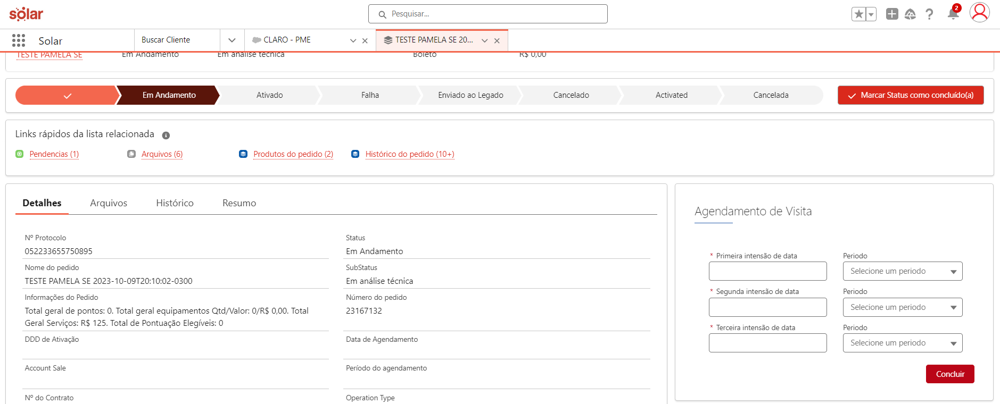 solar
Pesquisar...
2
Solar
Buscar Cliente
CLARO - PME
TESTE PAMELA SE 20...
TESTE PAMELA SE
Em Andamento
Em análise técnica
Boleto
R$ 0,00
Em Andamento
Ativado
Falha
Enviado ao Legado
Cancelado
Activated
Cancelada
Marcar Status como concluído(a)
Links rápidos da lista relacionada
Pendencias (1)
Arquivos (6)
Produtos do pedido (2)
Histórico do pedido (10+)
Detalhes
Arquivos
Histórico
Resumo
Nº Protocolo
052233655750895
Status
Em Andamento
Nome do pedido
TESTE PAMELA SE 2023-10-09T20:10:02-0300
SubStatus
Em análise técnica
Informações do Pedido
Total geral de pontos: 0. Total geral equipamentos Qtd/Valor: 0/R$ 0,00. Total
Geral Serviços: R$ 125. Total de Pontuação Elegíveis: 0
Número do pedido
23167132
DDD de Ativação
Data de Agendamento
Account Sale
Período do agendamento
Nº do Contrato
Operation Type
Agendamento de Visita
* Primeira intensão de data
Periodo
Selecione um periodo
* Segunda intensão de data
Periodo
Selecione um periodo
* Terceira intensão de data
Periodo
Selecione um periodo
Concluir